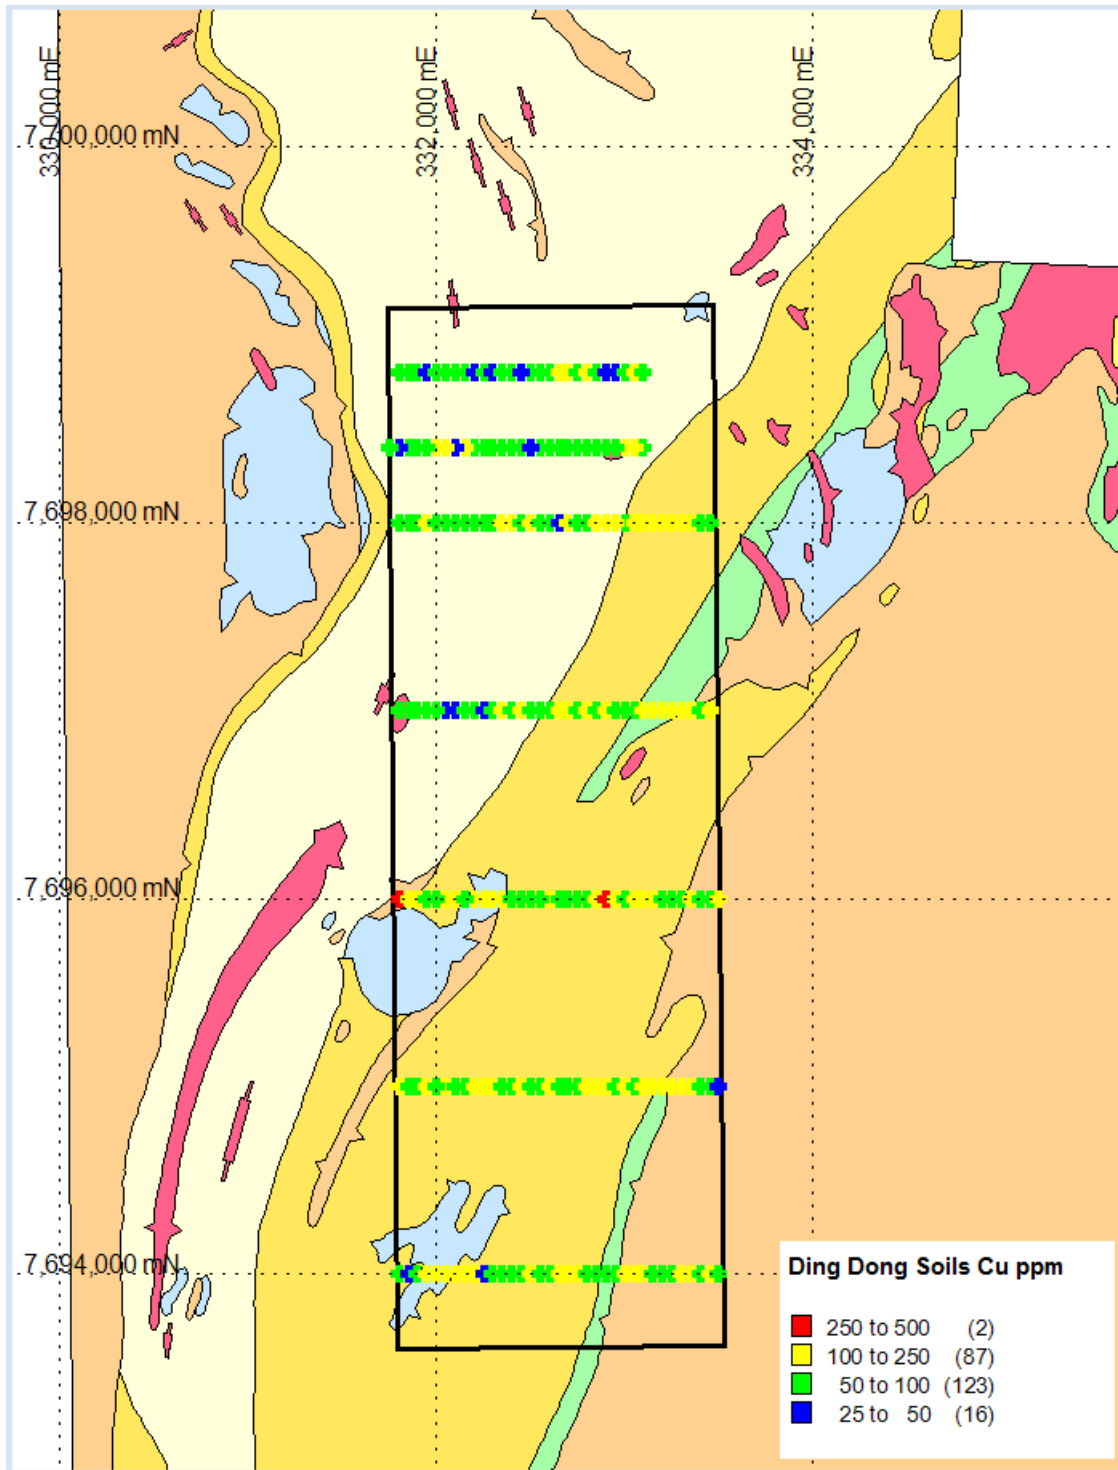 330,000 mE
332,000 mE
334,000 mE
7,700,000 mN
7,698,000 mN
7,696,000 mN
7,694,000 mN
Ding Dong Soils Cu ppm
250 to 500 (2)
100 to 250 (87)
50 to 100 (123)
25 to 50 (16)